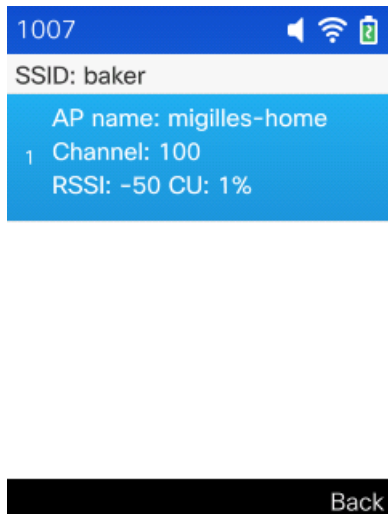 1007
SSID: baker
AP name: migilles-home
1 Channel: 100
RSSI: -50 CU: 1%
Back